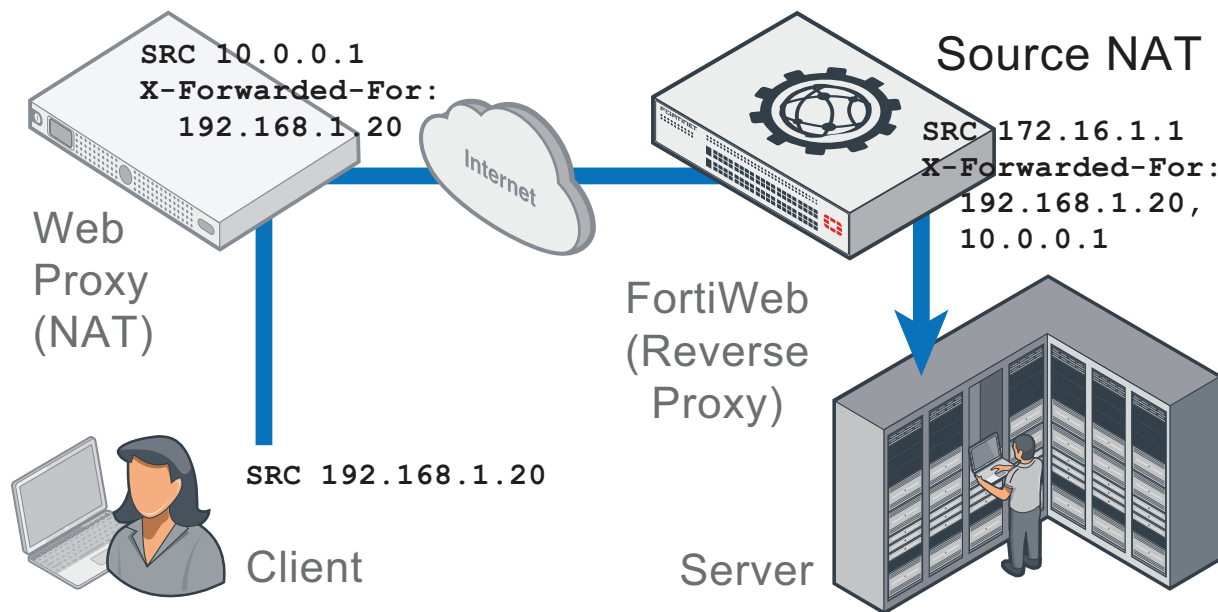 SRC 10.0.0.1
X-Forwarded-For:
192.168.1.20
Source NAT
FORTINET
SRC 172.16.1.1
X-Forwarded-For:
192.168.1.20,
10.0.0.1
Internet
Web
Proxy
(NAT)
FortiWeb
(Reverse
Proxy)
SRC 192.168.1.20
Client
Server